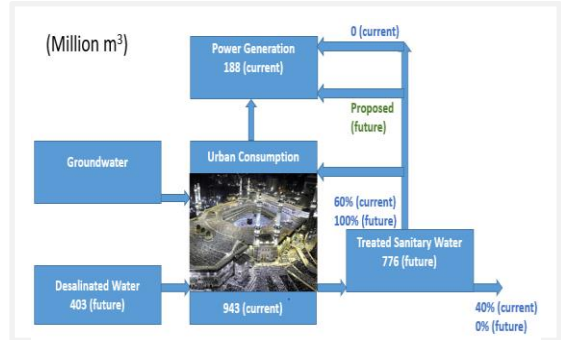 (Million m³)
0 (current)
Power Generation
188 (current)
Proposed
(future)
Groundwater
Urban Consumption
60% (current)
100% (future)
Treated Sanitary Water
776 (future)
Desalinated Water
403 (future)
943 (current)
40% (current)
0% (future)